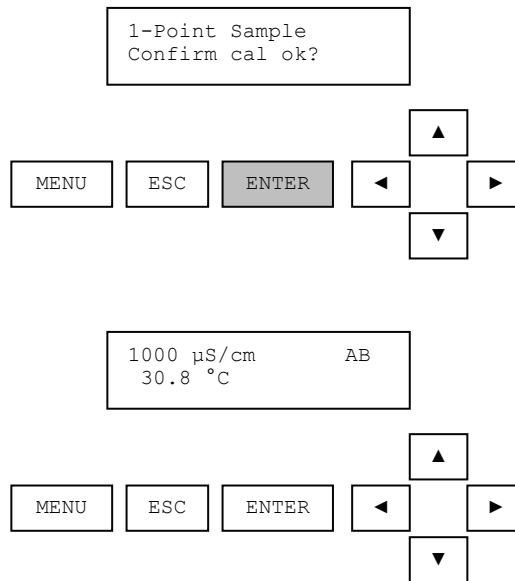 1-Point Sample
Confirm cal ok?
▲
MENU ESC ENTER ◄ ►
▼
1000 µS/cm AB
30.8 °C
▲
MENU ESC ENTER ◄ ►
▼